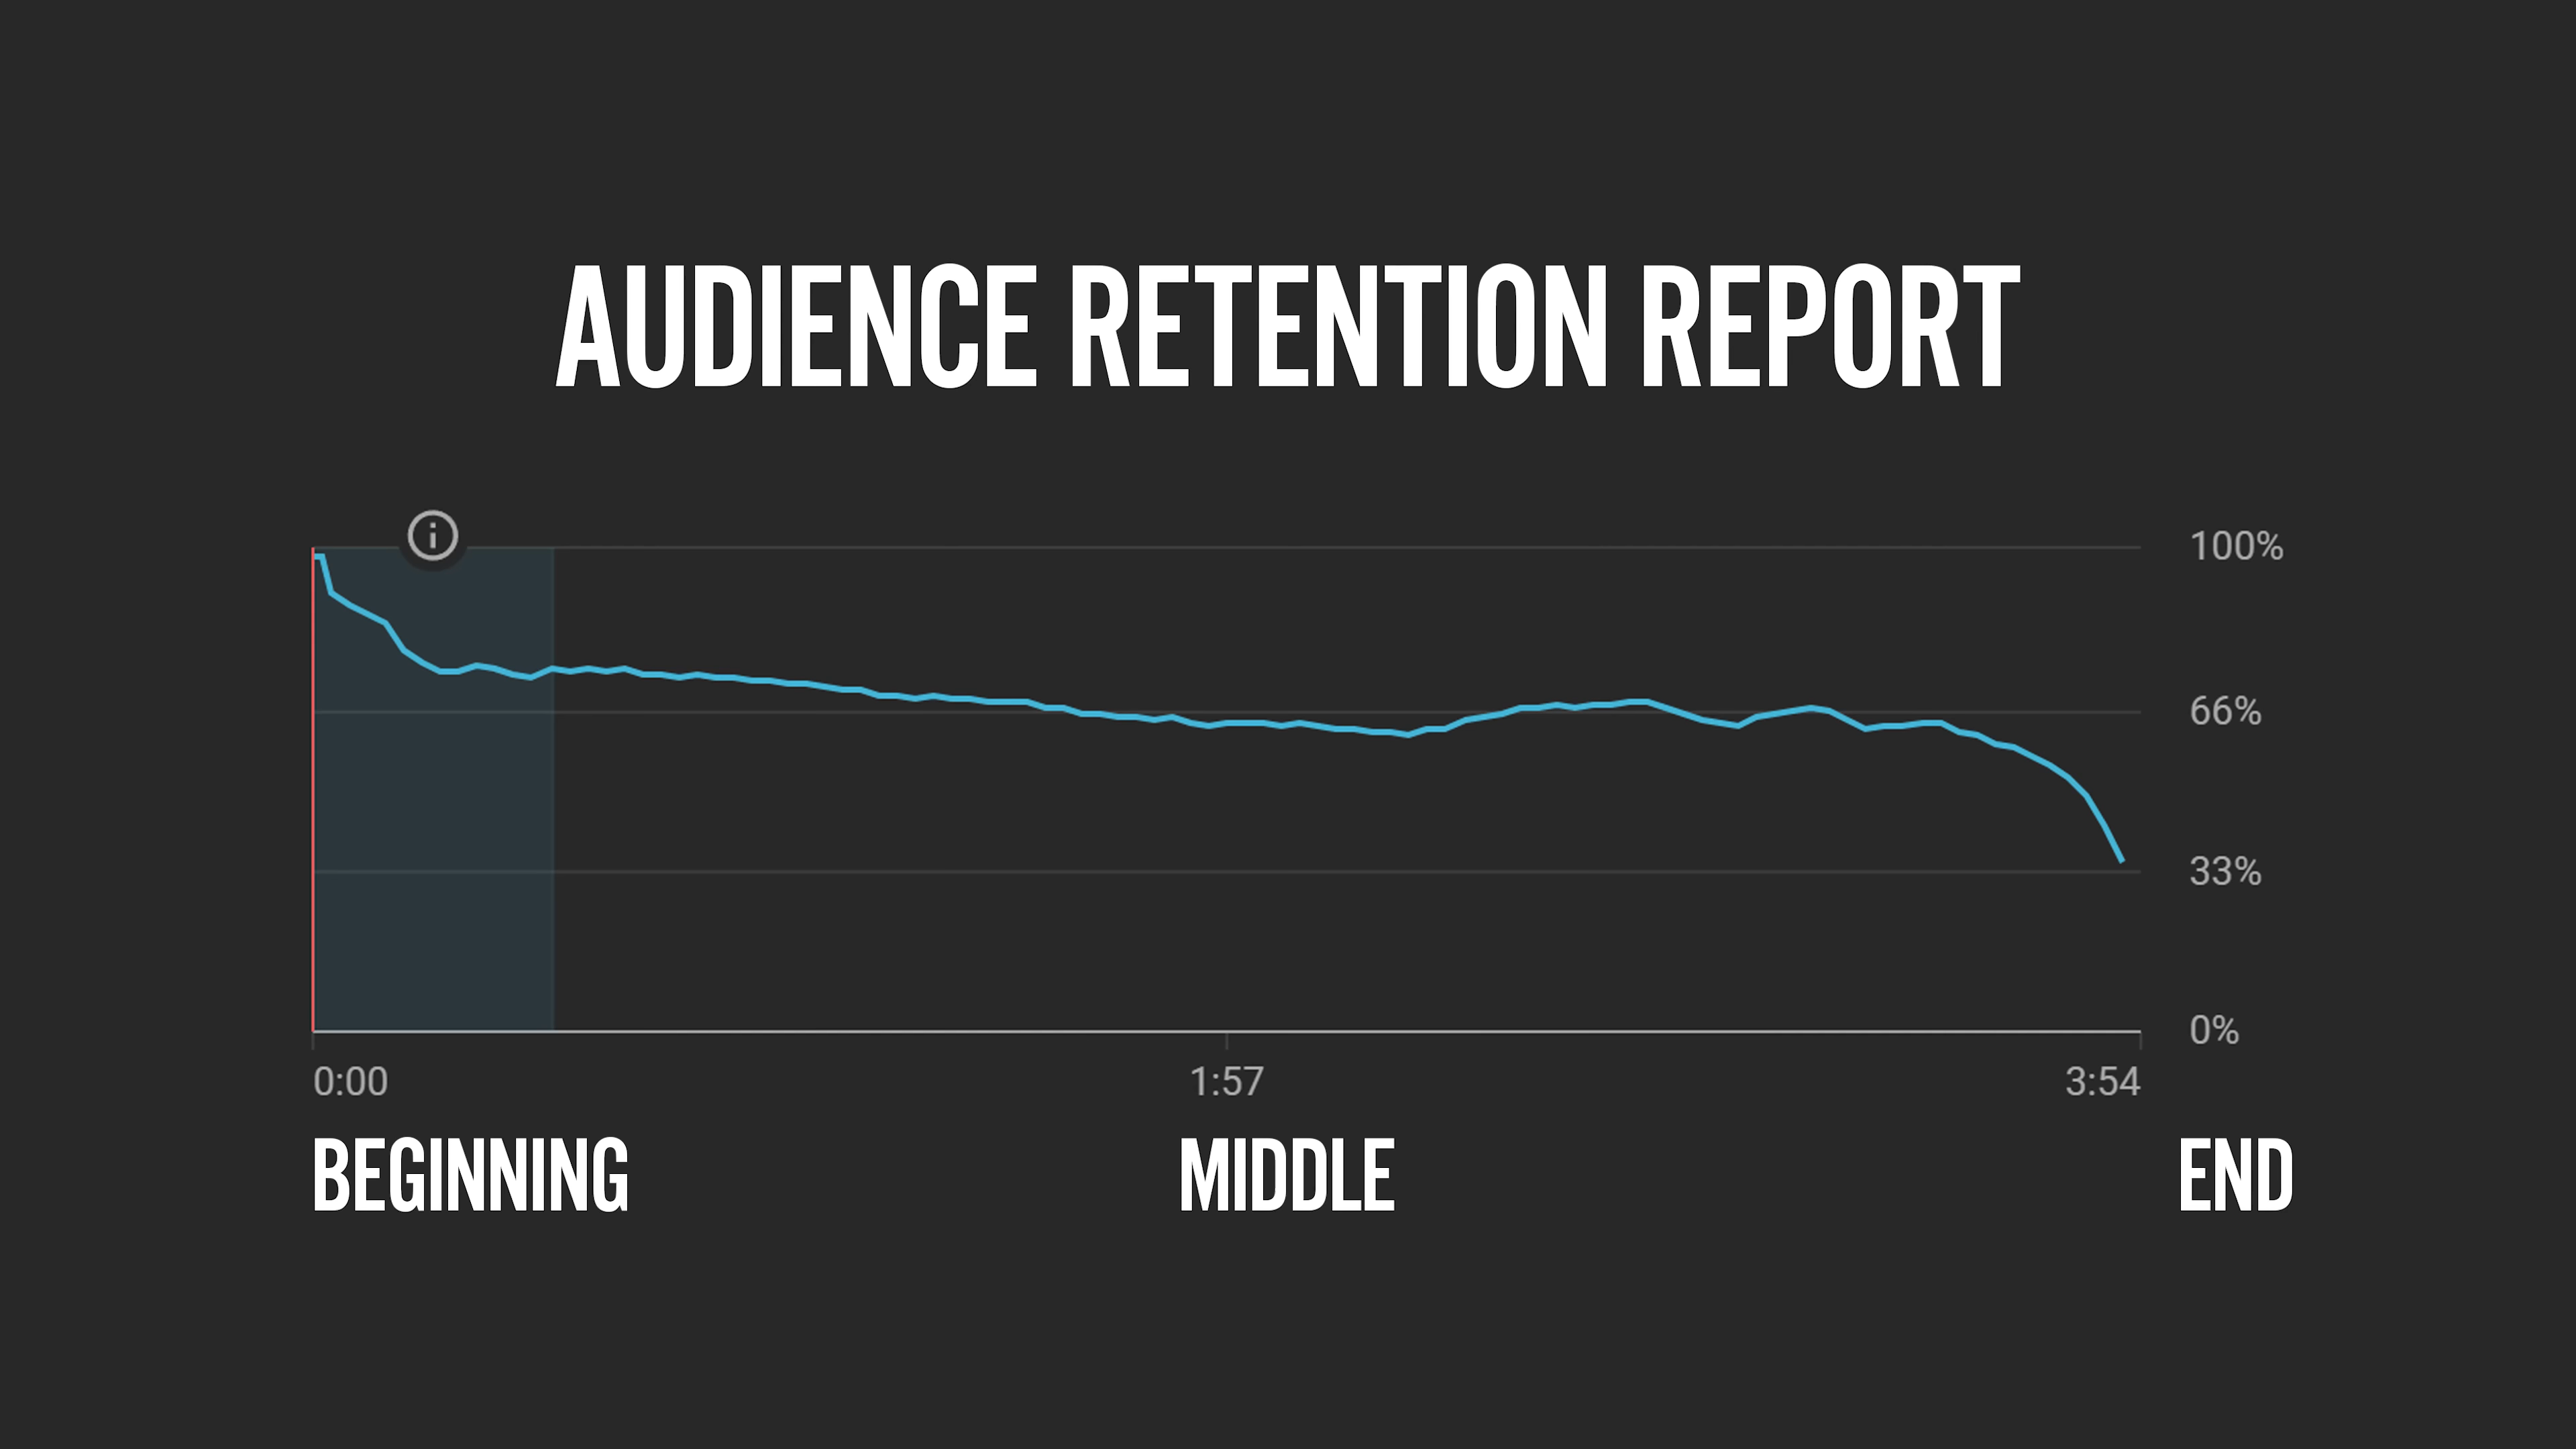 AUDIENCE RETENTION REPORT
i
100%
66%
33%
0%
0:00 1:57 3:54
BEGINNING MIDDLE END